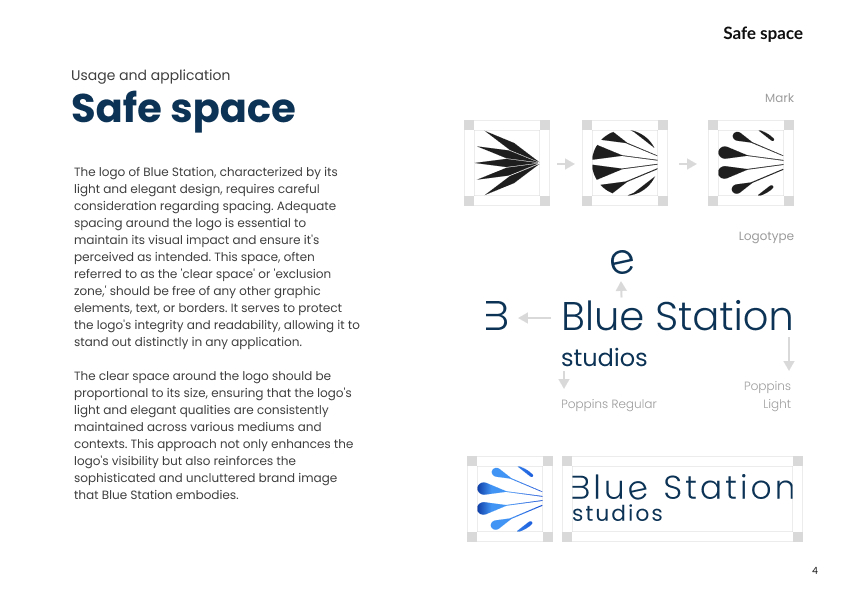 Safe space
Usage and application
Safe space
The logo of Blue Station, characterized by its
light and elegant design, requires careful
consideration regarding spacing. Adequate
spacing around the logo is essential to
maintain its visual impact and ensure it's
perceived as intended. This space, often
referred to as the 'clear space' or 'exclusion
zone,' should be free of any other graphic
elements, text, or borders. It serves to protect
the logo's integrity and readability, allowing it to
stand out distinctly in any application.
The clear space around the logo should be
proportional to its size, ensuring that the logo's
light and elegant qualities are consistently
maintained across various mediums and
contexts. This approach not only enhances the
logo's visibility but also reinforces the
sophisticated and uncluttered brand image
that Blue Station embodies.
Mark
Logotype
e
B
Blue Station
studios
Poppins Regular
Poppins
Light
Blue Station
studios
4